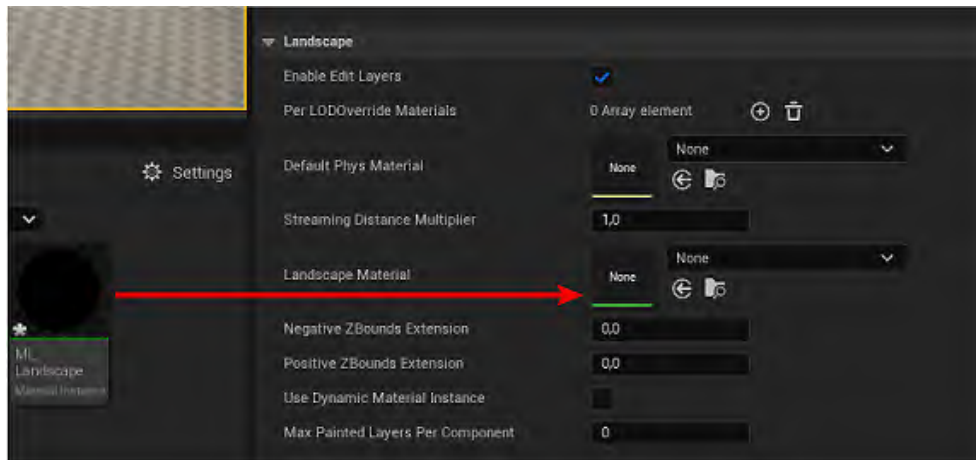 Landscape
Enable Edit Layers
Per LODOverride Materials 0 Array element
Default Phys Material None None
Settings
Streaming Distance Multiplier 1,0
Landscape Material None None
Negative ZBounds Extension 0,0
ML_
Landscape
Positive ZBounds Extension 0,0
Material Instance
Use Dynamic Material Instance
Max Painted Layers Per Component 0